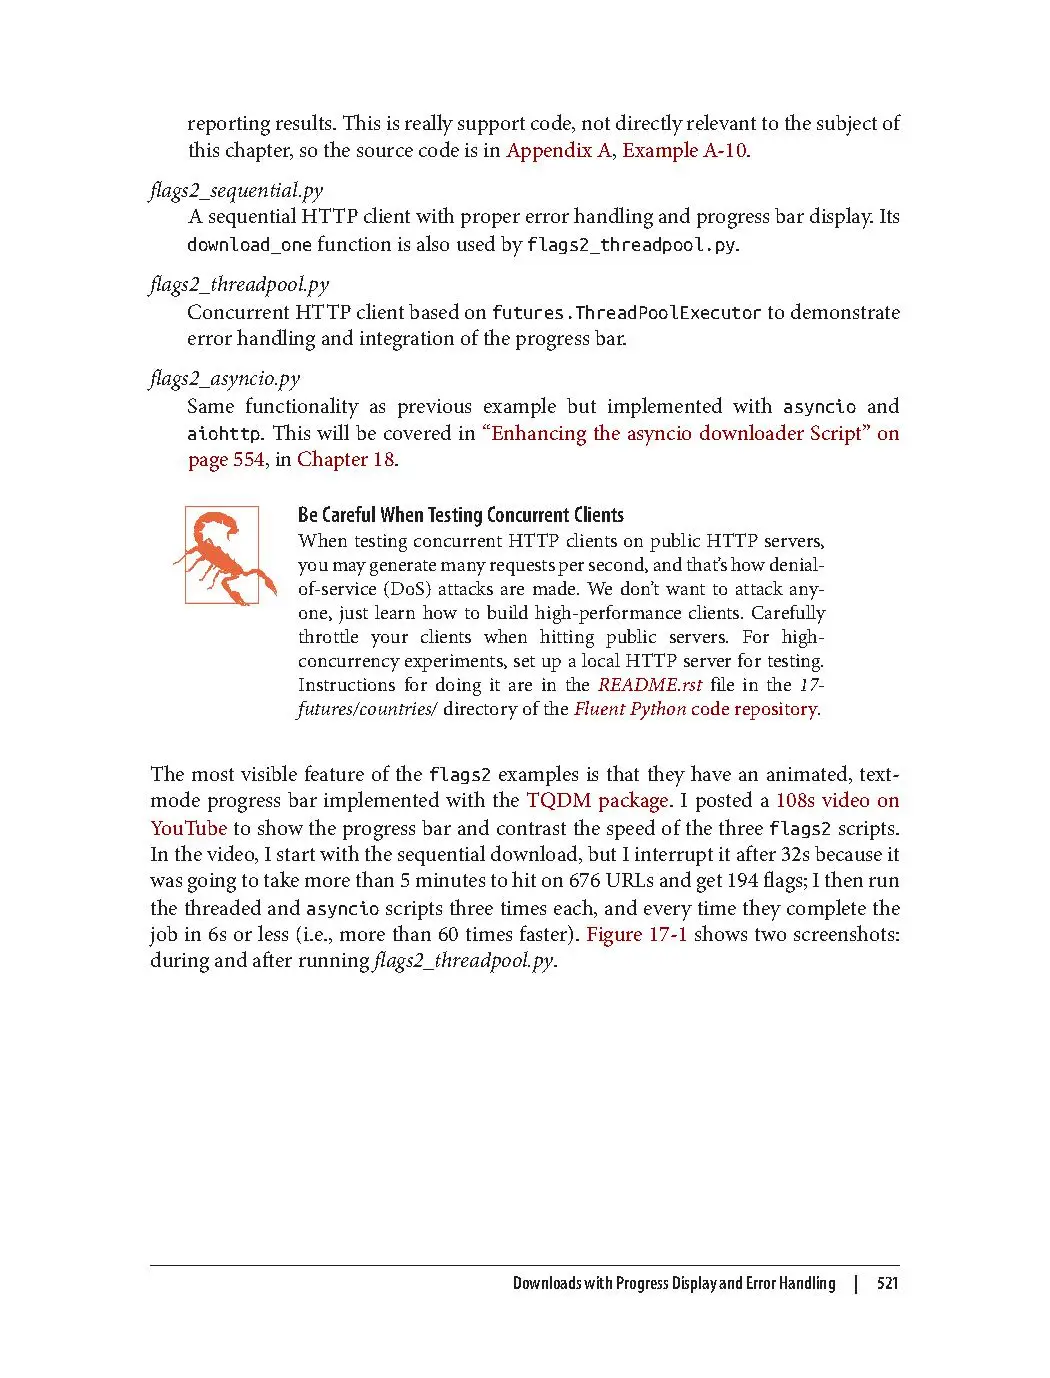 reporting results. This is really support code, not directly relevant to the subject of
this chapter, so the source code is in Appendix A, Example A-10.
flags2_sequential.py
A sequential HTTP client with proper error handling and progress bar display. Its
download_one function is also used by flags2_threadpool.py.
flags2_threadpool.py
Concurrent HTTP client based on futures.ThreadPoolExecutor to demonstrate
error handling and integration of the progress bar.
flags2_asyncio.py
Same functionality as previous example but implemented with asyncio and
aiohttp. This will be covered in “Enhancing the asyncio downloader Script” on
page 554, in Chapter 18.
Be Careful When Testing Concurrent Clients
When testing concurrent HTTP clients on public HTTP servers,
you may generate many requests per second, and that’s how denial-
of-service (DoS) attacks are made. We don’t want to attack any-
one, just learn how to build high-performance clients. Carefully
throttle your clients when hitting public servers. For high-
concurrency experiments, set up a local HTTP server for testing.
Instructions for doing it are in the README.rst file in the 17-
futures/countries/ directory of the Fluent Python code repository.
The most visible feature of the flags2 examples is that they have an animated, text-
mode progress bar implemented with the TQDM package. I posted a 108s video on
YouTube to show the progress bar and contrast the speed of the three flags2 scripts.
In the video, I start with the sequential download, but I interrupt it after 32s because it
was going to take more than 5 minutes to hit on 676 URLs and get 194 flags; I then run
the threaded and asyncio scripts three times each, and every time they complete the
job in 6s or less (i.e., more than 60 times faster). Figure 17-1 shows two screenshots:
during and after running flags2_threadpool.py.
Downloads with Progress Display and Error Handling | 521